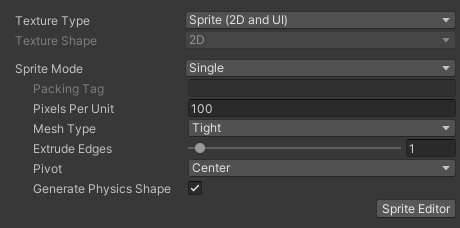 Texture Type Sprite (2D and UI)
Texture Shape 2D
Sprite Mode Single
Packing Tag
Pixels Per Unit 100
Mesh Type Tight
Extrude Edges 1
Pivot Center
Generate Physics Shape
Sprite Editor